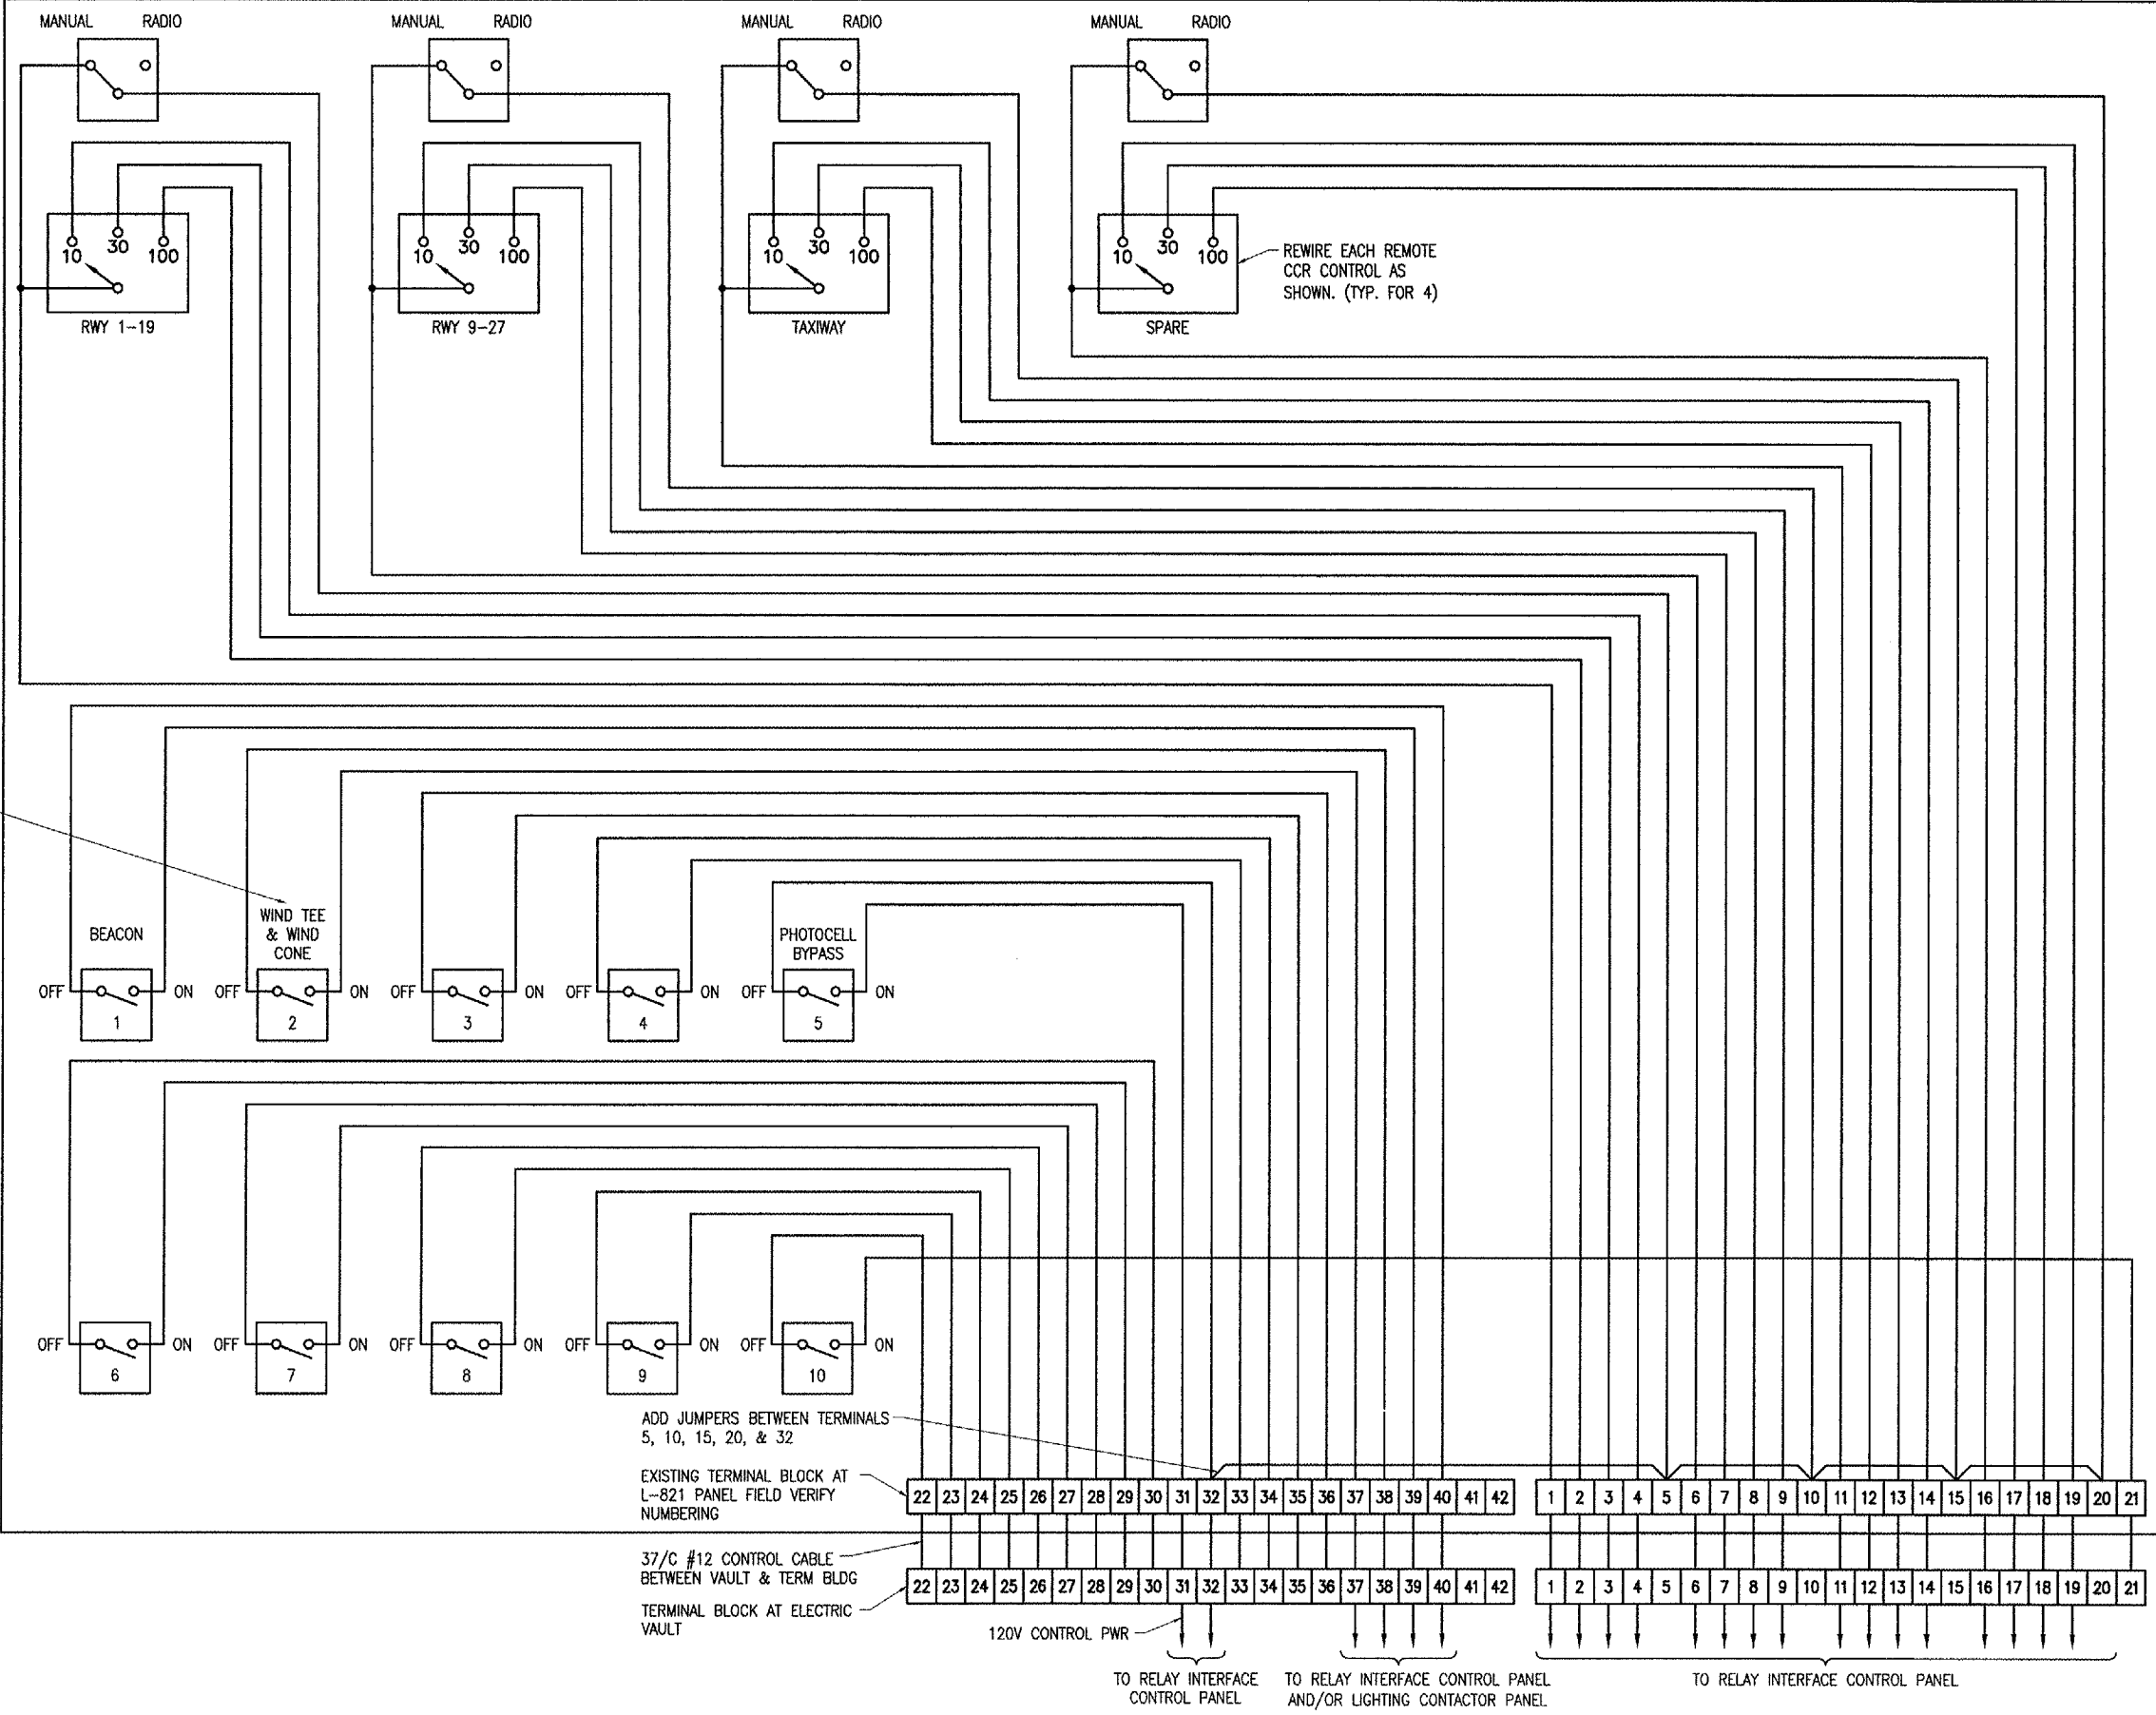 MANUAL RADIO MANUAL RADIO MANUAL RADIO MANUAL RADIO
10 30 100 10 30 100 10 30 100 10 30 100
REWIRE EACH REMOTE
CCR CONTROL AS
SHOWN. (TYP. FOR 4)
RWY 1-19 RWY 9-27 TAXIWAY SPARE
BEACON
WIND TEE
& WIND
CONE
PHOTOCELL
BYPASS
OFF ON OFF ON OFF ON OFF ON OFF ON
1 2 3 4 5
OFF ON OFF ON OFF ON OFF ON OFF ON
6 7 8 9 10
ADD JUMPERS BETWEEN TERMINALS
5, 10, 15, 20, & 32
EXISTING TERMINAL BLOCK AT
L-821 PANEL FIELD VERIFY
NUMBERING
22 23 24 25 26 27 28 29 30 31 32 33 34 35 36 37 38 39 40 41 42 1 2 3 4 5 6 7 8 9 10 11 12 13 14 15 16 17 18 19 20 21
37/C #12 CONTROL CABLE
BETWEEN VAULT & TERM BLDG
22 23 24 25 26 27 28 29 30 31 32 33 34 35 36 37 38 39 40 41 42 1 2 3 4 5 6 7 8 9 10 11 12 13 14 15 16 17 18 19 20 21
TERMINAL BLOCK AT ELECTRIC
VAULT
120V CONTROL PWR
TO RELAY INTERFACE
CONTROL PANEL
TO RELAY INTERFACE CONTROL PANEL
AND/OR LIGHTING CONTACTOR PANEL
TO RELAY INTERFACE CONTROL PANEL